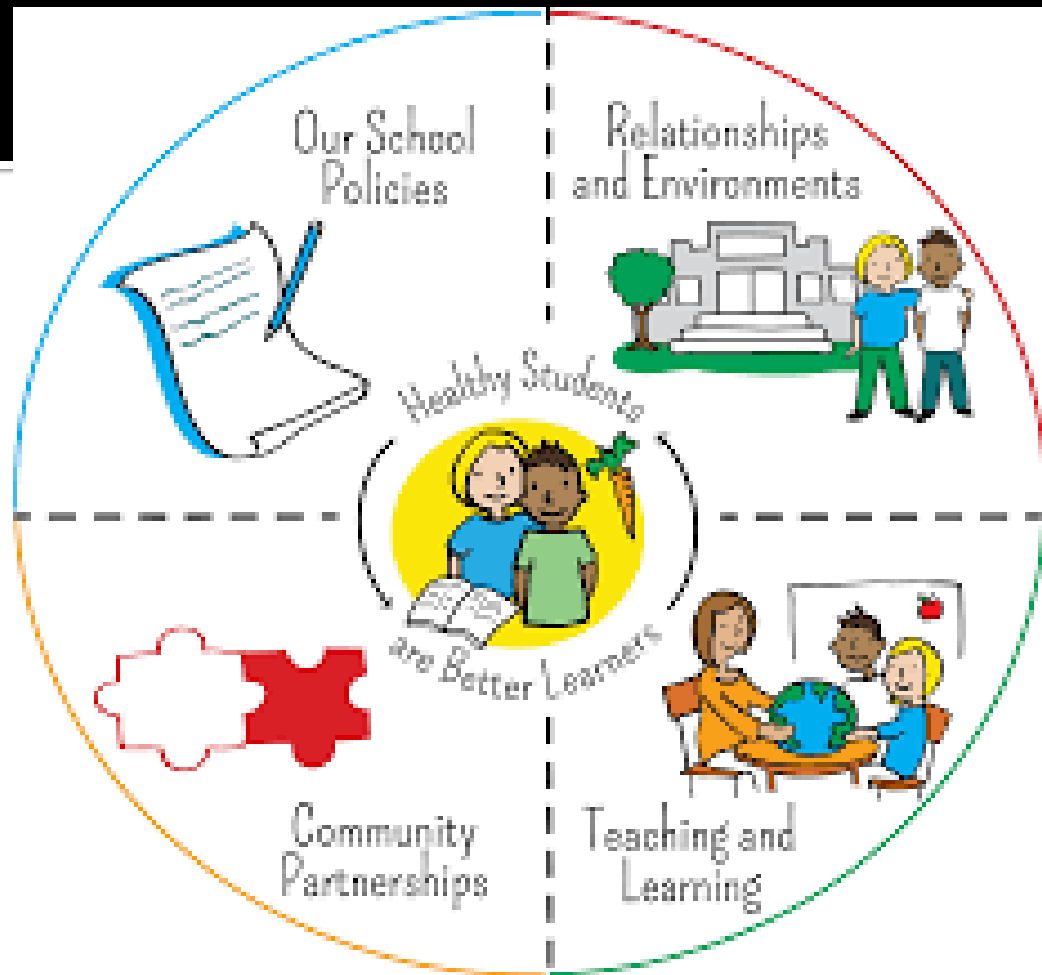 Our School
Policies
Relationships
and Environments
Healthy Students
are Better Learners
Community
Partnerships
Teaching and
Learning